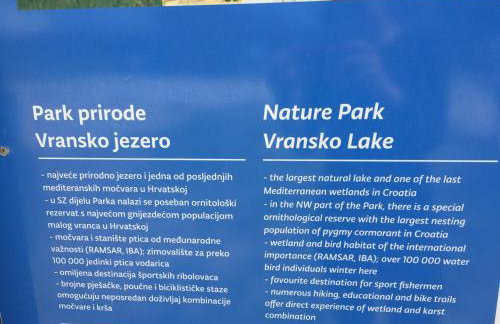 Park prirode
Vransko jezero
- najveće prirodno jezero i jedna od posljednjih
mediteranskih močvara u Hrvatskoj
- u SZ dijelu Parka nalazi se poseban ornitološki
rezervat s najvećom gnijezdećom populacijom
malog vranca u Hrvatskoj
- močvara i stanište ptica od međunarodne
važnosti (RAMSAR, IBA); zimovalište za preko
100 000 jedinki ptica vodarica
- omiljena destinacija športskih ribolovaca
- brojne pješačke, poučne i biciklističke staze
omogućuju neposredan doživljaj kombinacije
močvare i krša
Nature Park
Vransko Lake
- the largest natural lake and one of the last
Mediterranean wetlands in Croatia
- in the NW part of the Park, there is a special
ornithological reserve with the largest nesting
population of pygmy cormorant in Croatia
- wetland and bird habitat of the international
importance (RAMSAR, IBA); over 100 000 water
bird individuals winter here
- favourite destination for sport fishermen
- numerous hiking, educational and bike trails
offer direct experience of wetland and karst
combination